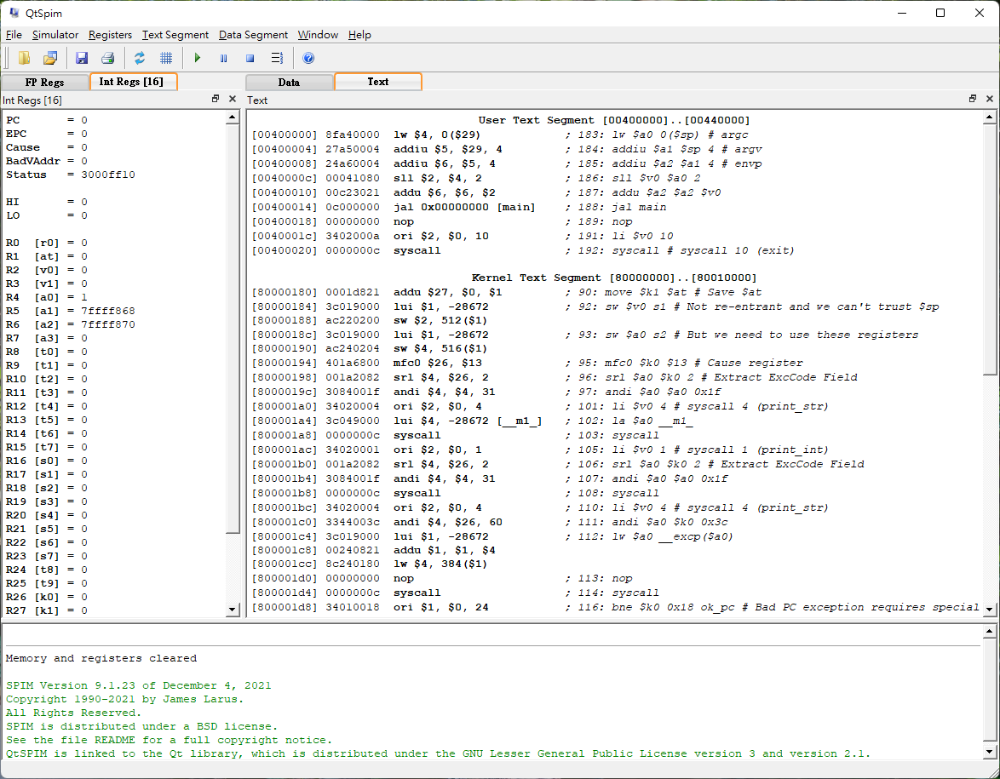 QtSpim
File Simulator Registers Text Segment Data Segment Window Help
FP Regs Int Regs [16] Data Text
Int Regs [16]
PC = 0
EPC = 0
Cause = 0
BadVAddr = 0
Status = 3000ff10
HI = 0
LO = 0
R0 [r0] = 0
R1 [at] = 0
R2 [v0] = 0
R3 [v1] = 0
R4 [a0] = 1
R5 [a1] = 7ffff868
R6 [a2] = 7ffff870
R7 [a3] = 0
R8 [t0] = 0
R9 [t1] = 0
R10 [t2] = 0
R11 [t3] = 0
R12 [t4] = 0
R13 [t5] = 0
R14 [t6] = 0
R15 [t7] = 0
R16 [s0] = 0
R17 [s1] = 0
R18 [s2] = 0
R19 [s3] = 0
R20 [s4] = 0
R21 [s5] = 0
R22 [s6] = 0
R23 [s7] = 0
R24 [t8] = 0
R25 [t9] = 0
R26 [k0] = 0
R27 [k1] = 0
Text
User Text Segment [00400000]..[00440000]
[00400000] 8fa40000 lw $4, 0($29) ; 183: lw $a0 0($sp) # argc
[00400004] 27a50004 addiu $5, $29, 4 ; 184: addiu $a1 $sp 4 # argv
[00400008] 24a60004 addiu $6, $5, 4 ; 185: addiu $a2 $a1 4 # envp
[0040000c] 00041080 sll $2, $4, 2 ; 186: sll $v0 $a0 2
[00400010] 00c23021 addu $6, $6, $2 ; 187: addu $a2 $a2 $v0
[00400014] 0c000000 jal 0x00000000 [main] ; 188: jal main
[00400018] 00000000 nop ; 189: nop
[0040001c] 3402000a ori $2, $0, 10 ; 191: li $v0 10
[00400020] 0000000c syscall ; 192: syscall # syscall 10 (exit)
Kernel Text Segment [80000000]..[80010000]
[80000180] 0001d821 addu $27, $0, $1 ; 90: move $k1 $at # Save $at
[80000184] 3c019000 lui $1, -28672 ; 92: sw $v0 s1 # Not re-entrant and we can't trust $sp
[80000188] ac220200 sw $2, 512($1)
[8000018c] 3c019000 lui $1, -28672 ; 93: sw $a0 s2 # But we need to use these registers
[80000190] ac240204 sw $4, 516($1)
[80000194] 401a6800 mfc0 $26, $13 ; 95: mfc0 $k0 $13 # Cause register
[80000198] 001a2082 srl $4, $26, 2 ; 96: srl $a0 $k0 2 # Extract ExcCode Field
[8000019c] 3084001f andi $4, $4, 31 ; 97: andi $a0 $a0 0x1f
[800001a0] 34020004 ori $2, $0, 4 ; 101: li $v0 4 # syscall 4 (print_str)
[800001a4] 3c049000 lui $4, -28672 [__m1_] ; 102: la $a0 __m1_
[800001a8] 0000000c syscall ; 103: syscall
[800001ac] 34020001 ori $2, $0, 1 ; 105: li $v0 1 # syscall 1 (print_int)
[800001b0] 001a2082 srl $4, $26, 2 ; 106: srl $a0 $k0 2 # Extract ExcCode Field
[800001b4] 3084001f andi $4, $4, 31 ; 107: andi $a0 $a0 0x1f
[800001b8] 0000000c syscall ; 108: syscall
[800001bc] 34020004 ori $2, $0, 4 ; 110: li $v0 4 # syscall 4 (print_str)
[800001c0] 3344003c andi $4, $26, 60 ; 111: andi $a0 $k0 0x3c
[800001c4] 3c019000 lui $1, -28672 ; 112: lw $a0 __excp($a0)
[800001c8] 00240821 addu $1, $1, $4
[800001cc] 8c240180 lw $4, 384($1)
[800001d0] 00000000 nop ; 113: nop
[800001d4] 0000000c syscall ; 114: syscall
[800001d8] 34010018 ori $1, $0, 24 ; 116: bne $k0 0x18 ok_pc # Bad PC exception requires special
Memory and registers cleared
SPIM Version 9.1.23 of December 4, 2021
Copyright 1990-2021 by James Larus.
All Rights Reserved.
SPIM is distributed under a BSD license.
See the file README for a full copyright notice.
QtSPIM is linked to the Qt library, which is distributed under the GNU Lesser General Public License version 3 and version 2.1.